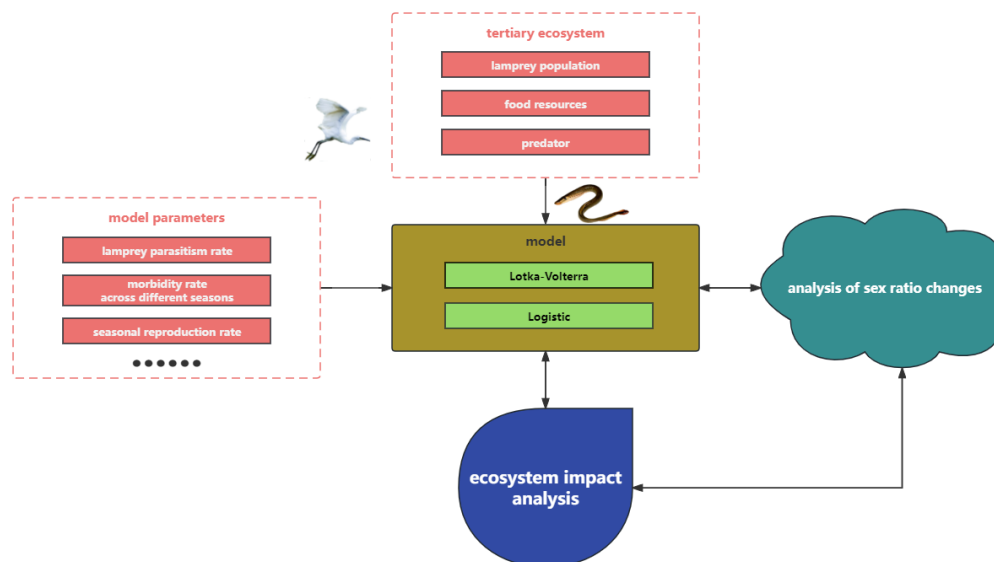 tertiary ecosystem
lamprey population
food resources
predator
model parameters
lamprey parasitism rate
morbidity rate
across different seasons
seasonal reproduction rate
model
Lotka-Volterra
Logistic
analysis of sex ratio changes
ecosystem impact
analysis